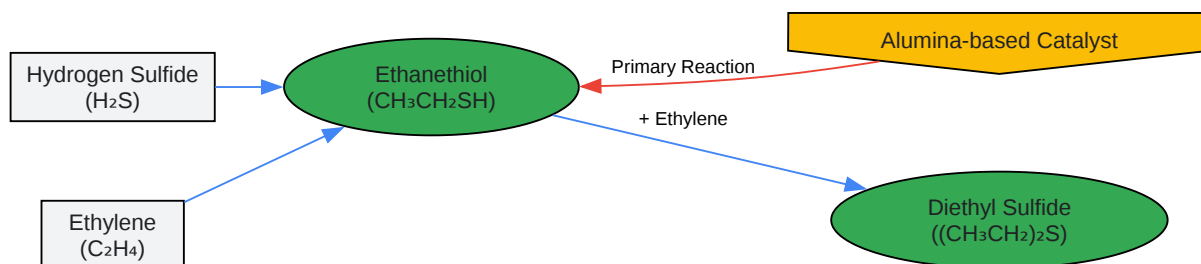 Alumina-based Catalyst
Hydrogen Sulfide
(H₂S)
Ethanethiol
(CH₃CH₂SH)
Primary Reaction
+ Ethylene
Ethylene
(C₂H₄)
Diethyl Sulfide
((CH₃CH₂)₂S)